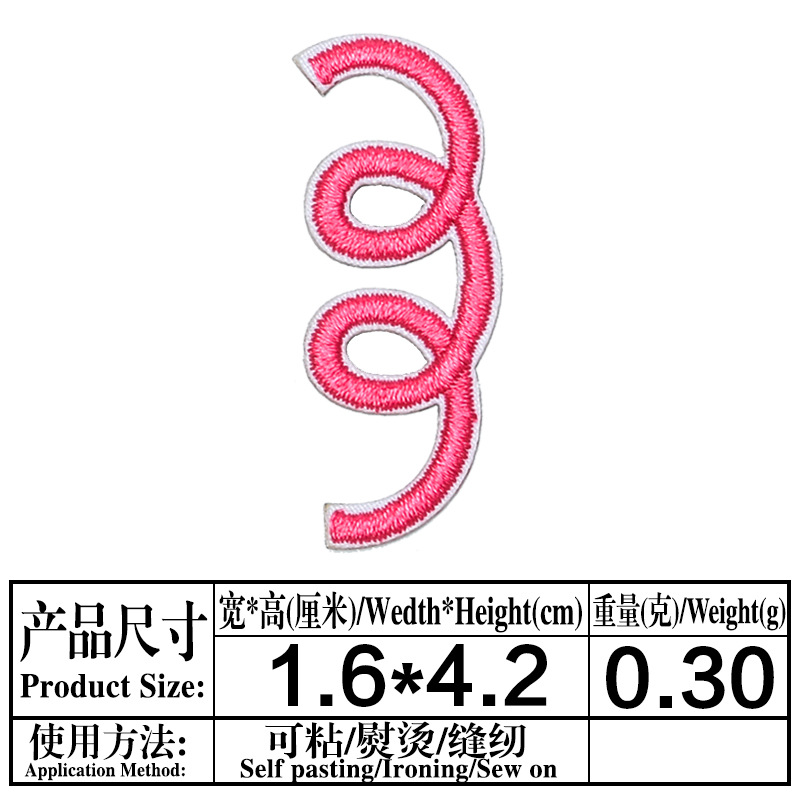 产品尺寸
Product Size:
宽*高(厘米)/Wedth*Height(cm)
重量(克)/Weight(g)
1.6*4.2
0.30
使用方法:
Application Method:
可粘/熨烫/缝纫
Self pasting/Ironing/Sew on